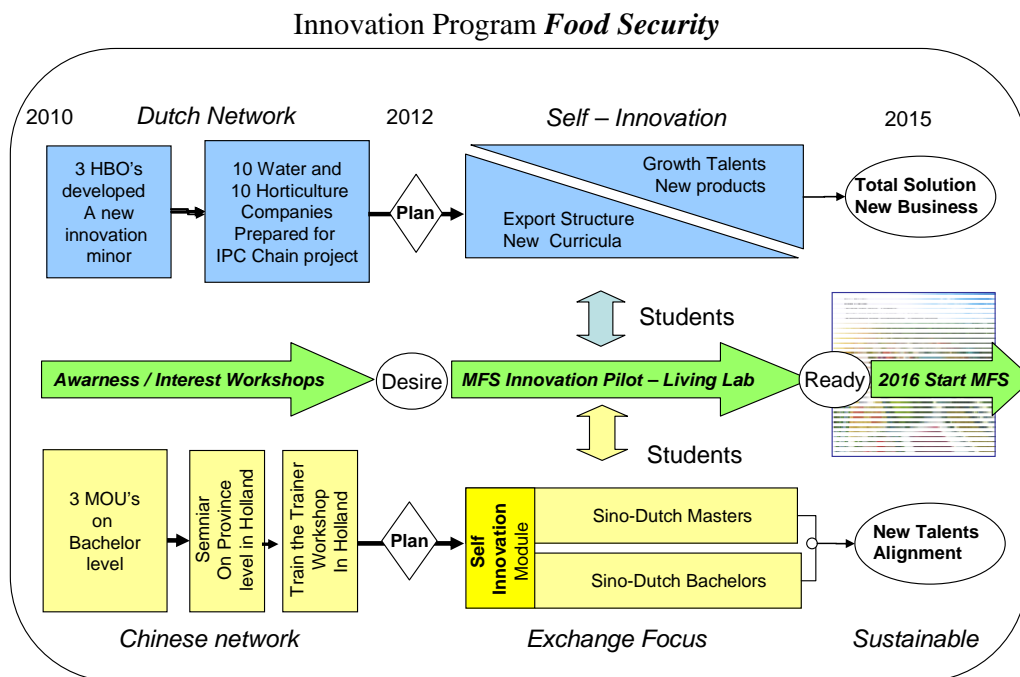 Innovation Program Food Security
2010
Dutch Network
2012
Self – Innovation
2015
3 HBO's
developed
A new
innovation
minor
10 Water and
10 Horticulture
Companies
Prepared for
IPC Chain project
Plan
Growth Talents
New products
Export Structure
New Curricula
Total Solution
New Business
Students
Awarness / Interest Workshops
Desire
MFS Innovation Pilot – Living Lab
Ready
2016 Start MFS
Students
3 MOU's
on
Bachelor
level
Semniar
On Province
level in Holland
Train the Trainer
Workshop
In Holland
Plan
Self
Innovation
Module
Sino-Dutch Masters
Sino-Dutch Bachelors
New Talents
Alignment
Chinese network
Exchange Focus
Sustainable